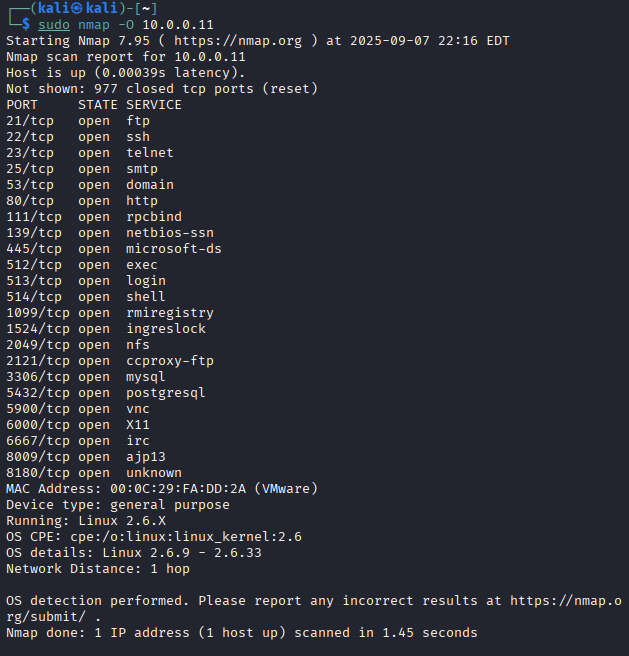 ┌──(kali㉿kali)-[~]
└─$ sudo nmap -O 10.0.0.11
Starting Nmap 7.95 ( https://nmap.org ) at 2025-09-07 22:16 EDT
Nmap scan report for 10.0.0.11
Host is up (0.00039s latency).
Not shown: 977 closed tcp ports (reset)
PORT     STATE SERVICE
21/tcp   open  ftp
22/tcp   open  ssh
23/tcp   open  telnet
25/tcp   open  smtp
53/tcp   open  domain
80/tcp   open  http
111/tcp  open  rpcbind
139/tcp  open  netbios-ssn
445/tcp  open  microsoft-ds
512/tcp  open  exec
513/tcp  open  login
514/tcp  open  shell
1099/tcp open  rmiregistry
1524/tcp open  ingreslock
2049/tcp open  nfs
2121/tcp open  ccproxy-ftp
3306/tcp open  mysql
5432/tcp open  postgresql
5900/tcp open  vnc
6000/tcp open  X11
6667/tcp open  irc
8009/tcp open  ajp13
8180/tcp open  unknown
MAC Address: 00:0C:29:FA:DD:2A (VMware)
Device type: general purpose
Running: Linux 2.6.X
OS CPE: cpe:/o:linux:linux_kernel:2.6
OS details: Linux 2.6.9 - 2.6.33
Network Distance: 1 hop

OS detection performed. Please report any incorrect results at https://nmap.o
rg/submit/ .
Nmap done: 1 IP address (1 host up) scanned in 1.45 seconds